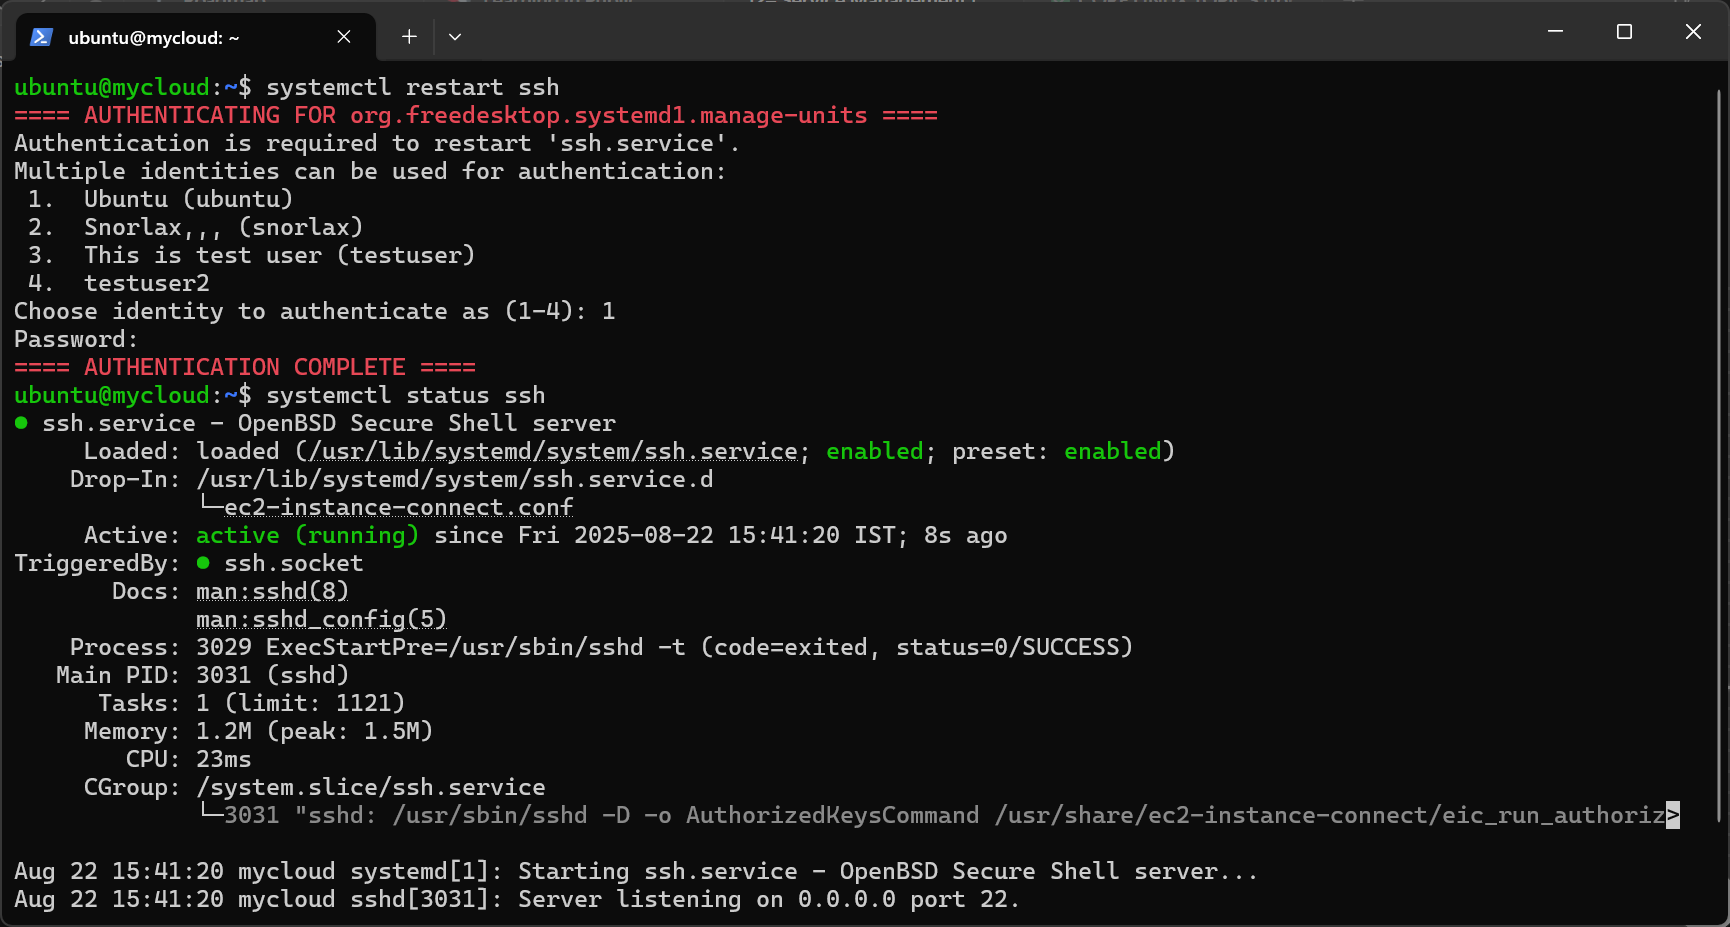 ubuntu@mycloud: ~
ubuntu@mycloud:~$ systemctl restart ssh
==== AUTHENTICATING FOR org.freedesktop.systemd1.manage-units ====
Authentication is required to restart 'ssh.service'.
Multiple identities can be used for authentication:
 1.  Ubuntu (ubuntu)
 2.  Snorlax,,, (snorlax)
 3.  This is test user (testuser)
 4.  testuser2
Choose identity to authenticate as (1-4): 1
Password:
==== AUTHENTICATION COMPLETE ====
ubuntu@mycloud:~$ systemctl status ssh
● ssh.service - OpenBSD Secure Shell server
     Loaded: loaded (/usr/lib/systemd/system/ssh.service; enabled; preset: enabled)
    Drop-In: /usr/lib/systemd/system/ssh.service.d
             └─ec2-instance-connect.conf
     Active: active (running) since Fri 2025-08-22 15:41:20 IST; 8s ago
TriggeredBy: ● ssh.socket
       Docs: man:sshd(8)
             man:sshd_config(5)
    Process: 3029 ExecStartPre=/usr/sbin/sshd -t (code=exited, status=0/SUCCESS)
   Main PID: 3031 (sshd)
      Tasks: 1 (limit: 1121)
     Memory: 1.2M (peak: 1.5M)
        CPU: 23ms
     CGroup: /system.slice/ssh.service
             └─3031 "sshd: /usr/sbin/sshd -D -o AuthorizedKeysCommand /usr/share/ec2-instance-connect/eic_run_authoriz>
Aug 22 15:41:20 mycloud systemd[1]: Starting ssh.service - OpenBSD Secure Shell server...
Aug 22 15:41:20 mycloud sshd[3031]: Server listening on 0.0.0.0 port 22.